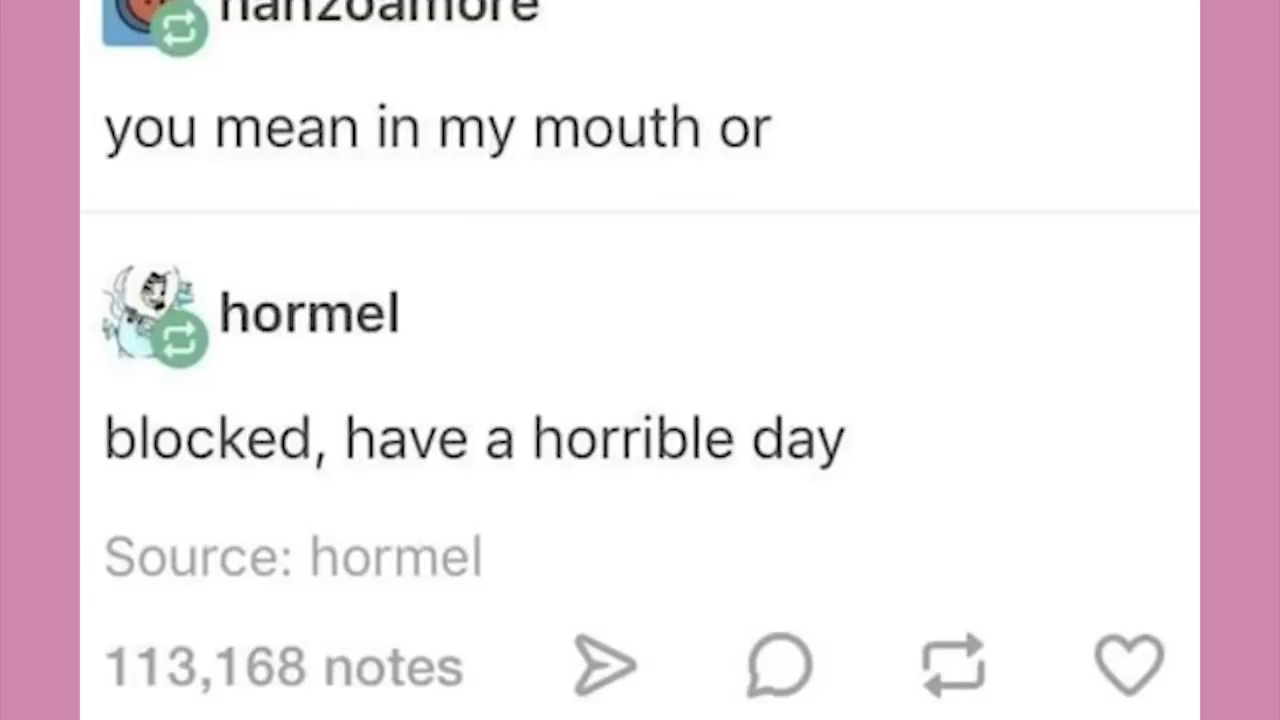 hanzoamore
you mean in my mouth or
hormel
blocked, have a horrible day
Source: hormel
113,168 notes